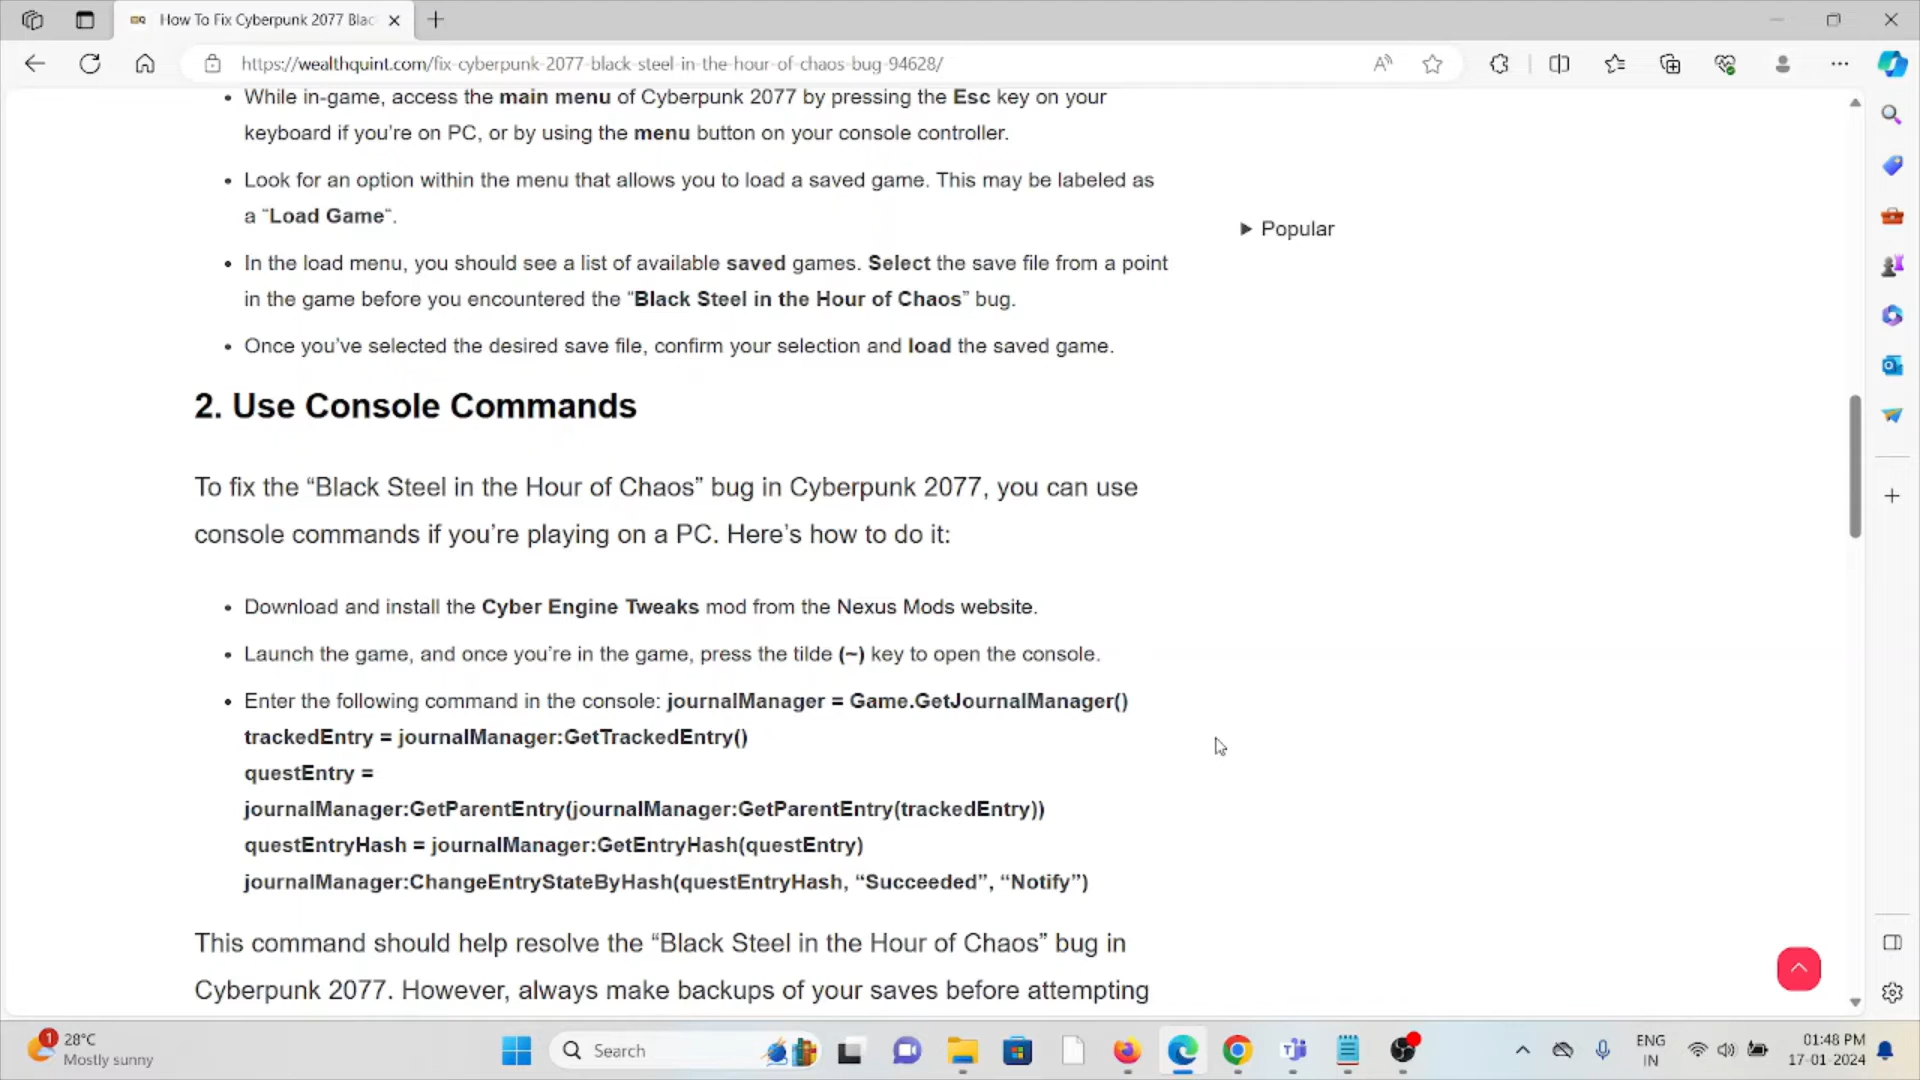 How To Fix Cyberpunk 2077 Blac
https://wealthquint.com/fix-cyberpunk-2077-black-steel-in-the-hour-of-chaos-bug-94628/
• While in-game, access the main menu of Cyberpunk 2077 by pressing the Esc key on your
keyboard if you’re on PC, or by using the menu button on your console controller.
• Look for an option within the menu that allows you to load a saved game. This may be labeled as
a “Load Game“.
• In the load menu, you should see a list of available saved games. Select the save file from a point
in the game before you encountered the “Black Steel in the Hour of Chaos” bug.
• Once you’ve selected the desired save file, confirm your selection and load the saved game.
▶ Popular
2. Use Console Commands
To fix the “Black Steel in the Hour of Chaos” bug in Cyberpunk 2077, you can use
console commands if you’re playing on a PC. Here’s how to do it:
• Download and install the Cyber Engine Tweaks mod from the Nexus Mods website.
• Launch the game, and once you’re in the game, press the tilde (~) key to open the console.
• Enter the following command in the console: journalManager = Game.GetJournalManager()
trackedEntry = journalManager:GetTrackedEntry()
questEntry =
journalManager:GetParentEntry(journalManager:GetParentEntry(trackedEntry))
questEntryHash = journalManager:GetEntryHash(questEntry)
journalManager:ChangeEntryStateByHash(questEntryHash, “Succeeded”, “Notify”)
This command should help resolve the “Black Steel in the Hour of Chaos” bug in
Cyberpunk 2077. However, always make backups of your saves before attempting
1
28°C
Mostly sunny
Search
ENG
IN
01:48 PM
17-01-2024